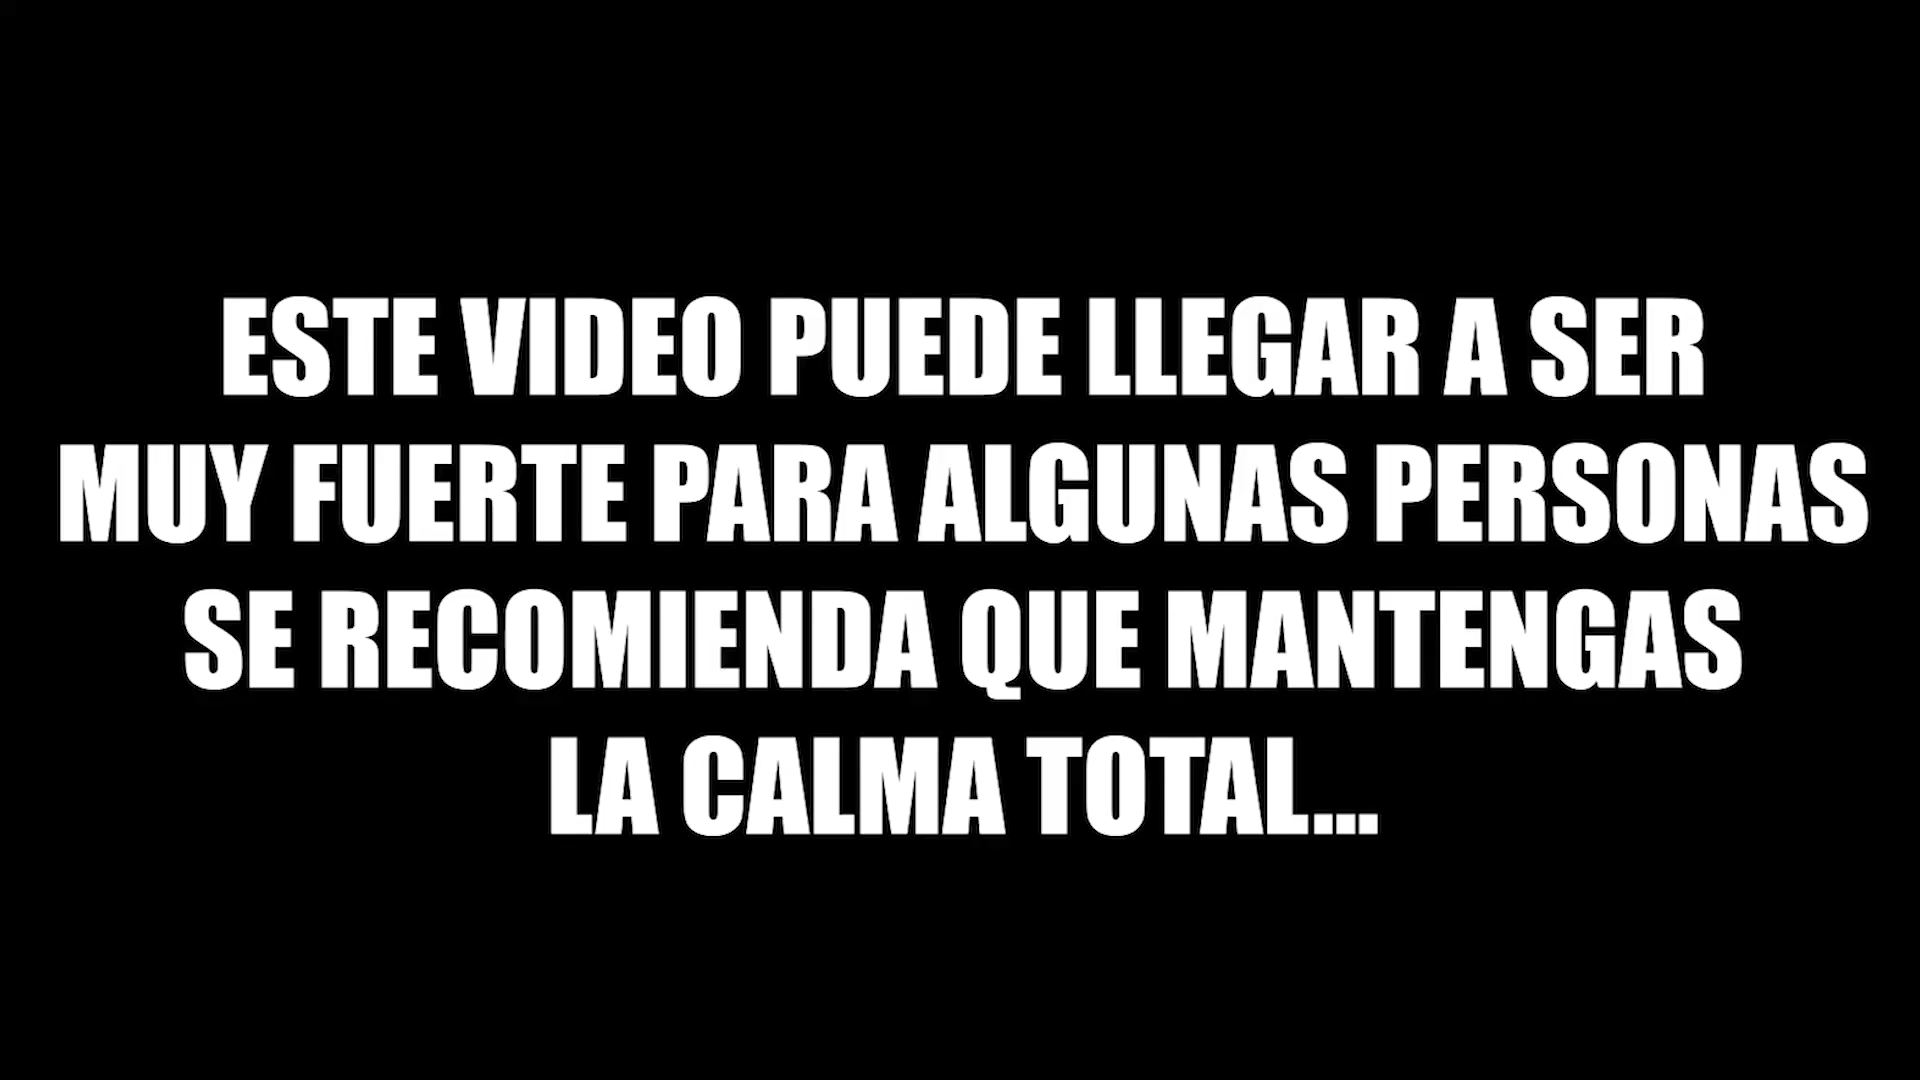 ESTE VIDEO PUEDE LLEGAR A SER
MUY FUERTE PARA ALGUNAS PERSONAS
SE RECOMIENDA QUE MANTENGAS
LA CALMA TOTAL...